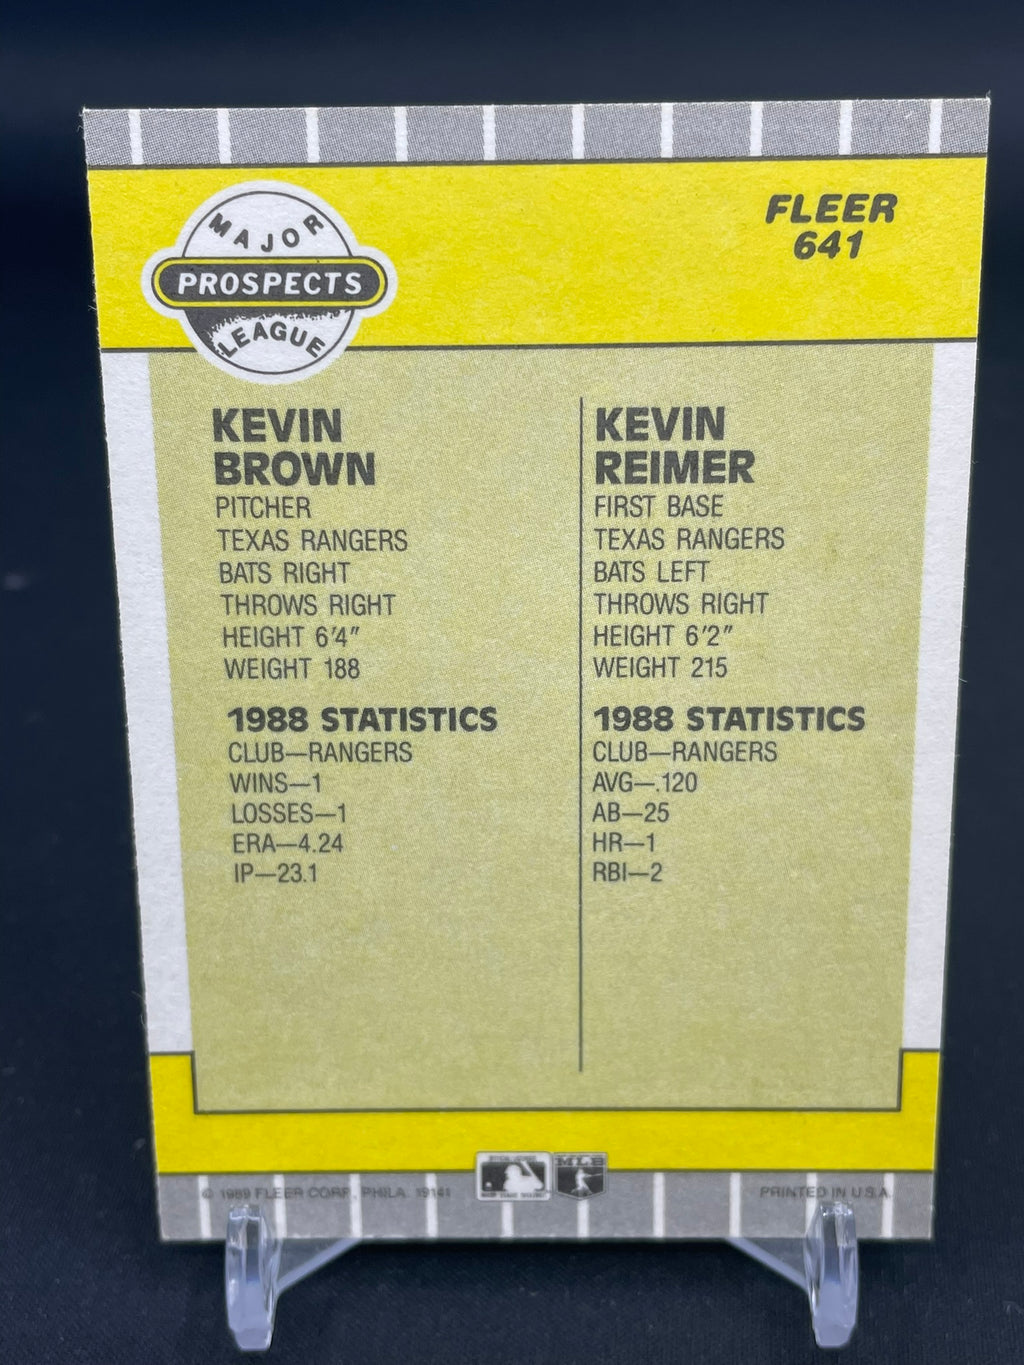 MAJOR
PROSPECTS
LEAGUE
FLEER
641
KEVIN
BROWN
PITCHER
TEXAS RANGERS
BATS RIGHT
THROWS RIGHT
HEIGHT 6'4"
WEIGHT 188
1988 STATISTICS
CLUB—RANGERS
WINS—1
LOSSES—1
ERA—4.24
IP—23.1
KEVIN
REIMER
FIRST BASE
TEXAS RANGERS
BATS LEFT
THROWS RIGHT
HEIGHT 6'2"
WEIGHT 215
1988 STATISTICS
CLUB—RANGERS
AVG—.120
AB—25
HR—1
RBI—2
© 1989 FLEER CORP., PHILA. 19141
MLB
PRINTED IN U.S.A.